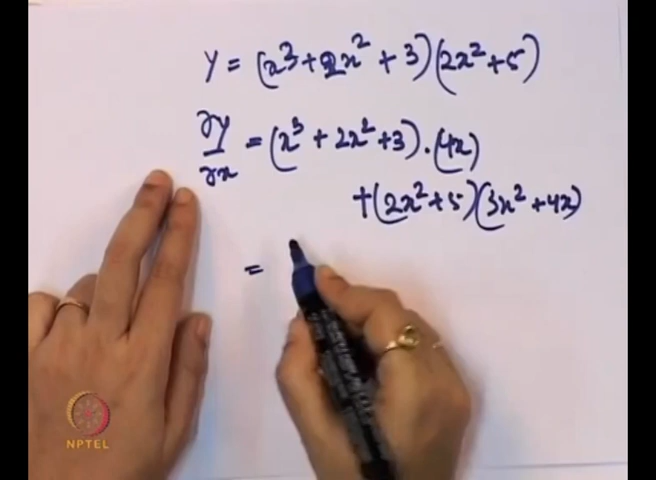 y = (x³ + 2x² + 3)(2x² + 5)
∂y/∂x = (x³ + 2x² + 3) . (4x)
+ (2x² + 5)(3x² + 4x)
=
NPTEL